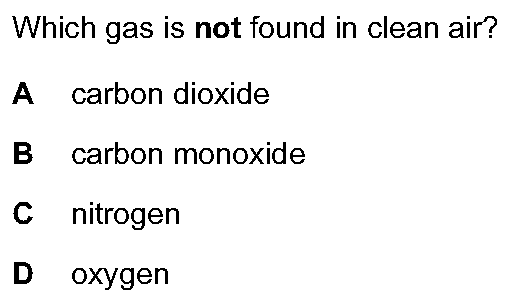 Which gas is not found in clean air?
A carbon dioxide
B carbon monoxide
C nitrogen
D oxygen